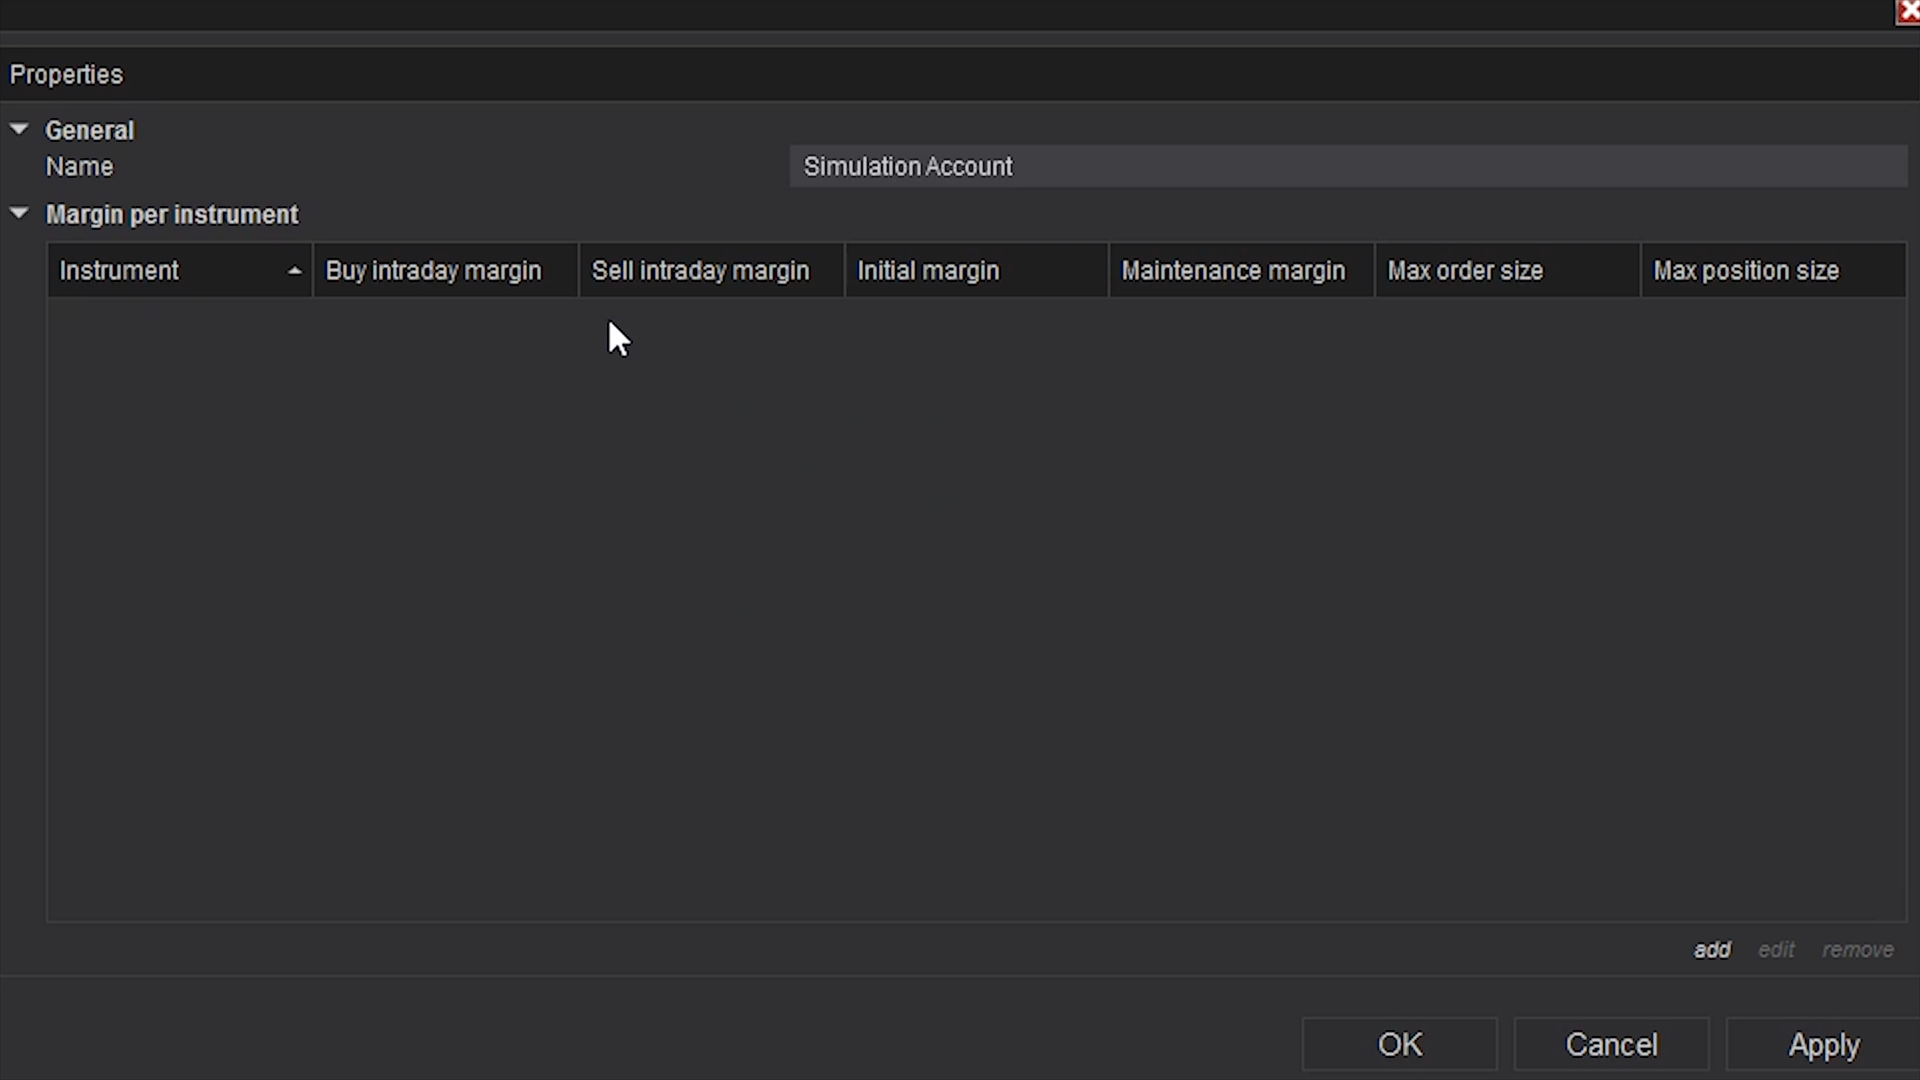 Properties
General
Name Simulation Account
Margin per instrument
Instrument Buy intraday margin Sell intraday margin Initial margin Maintenance margin Max order size Max position size
add edit remove
OK Cancel Apply